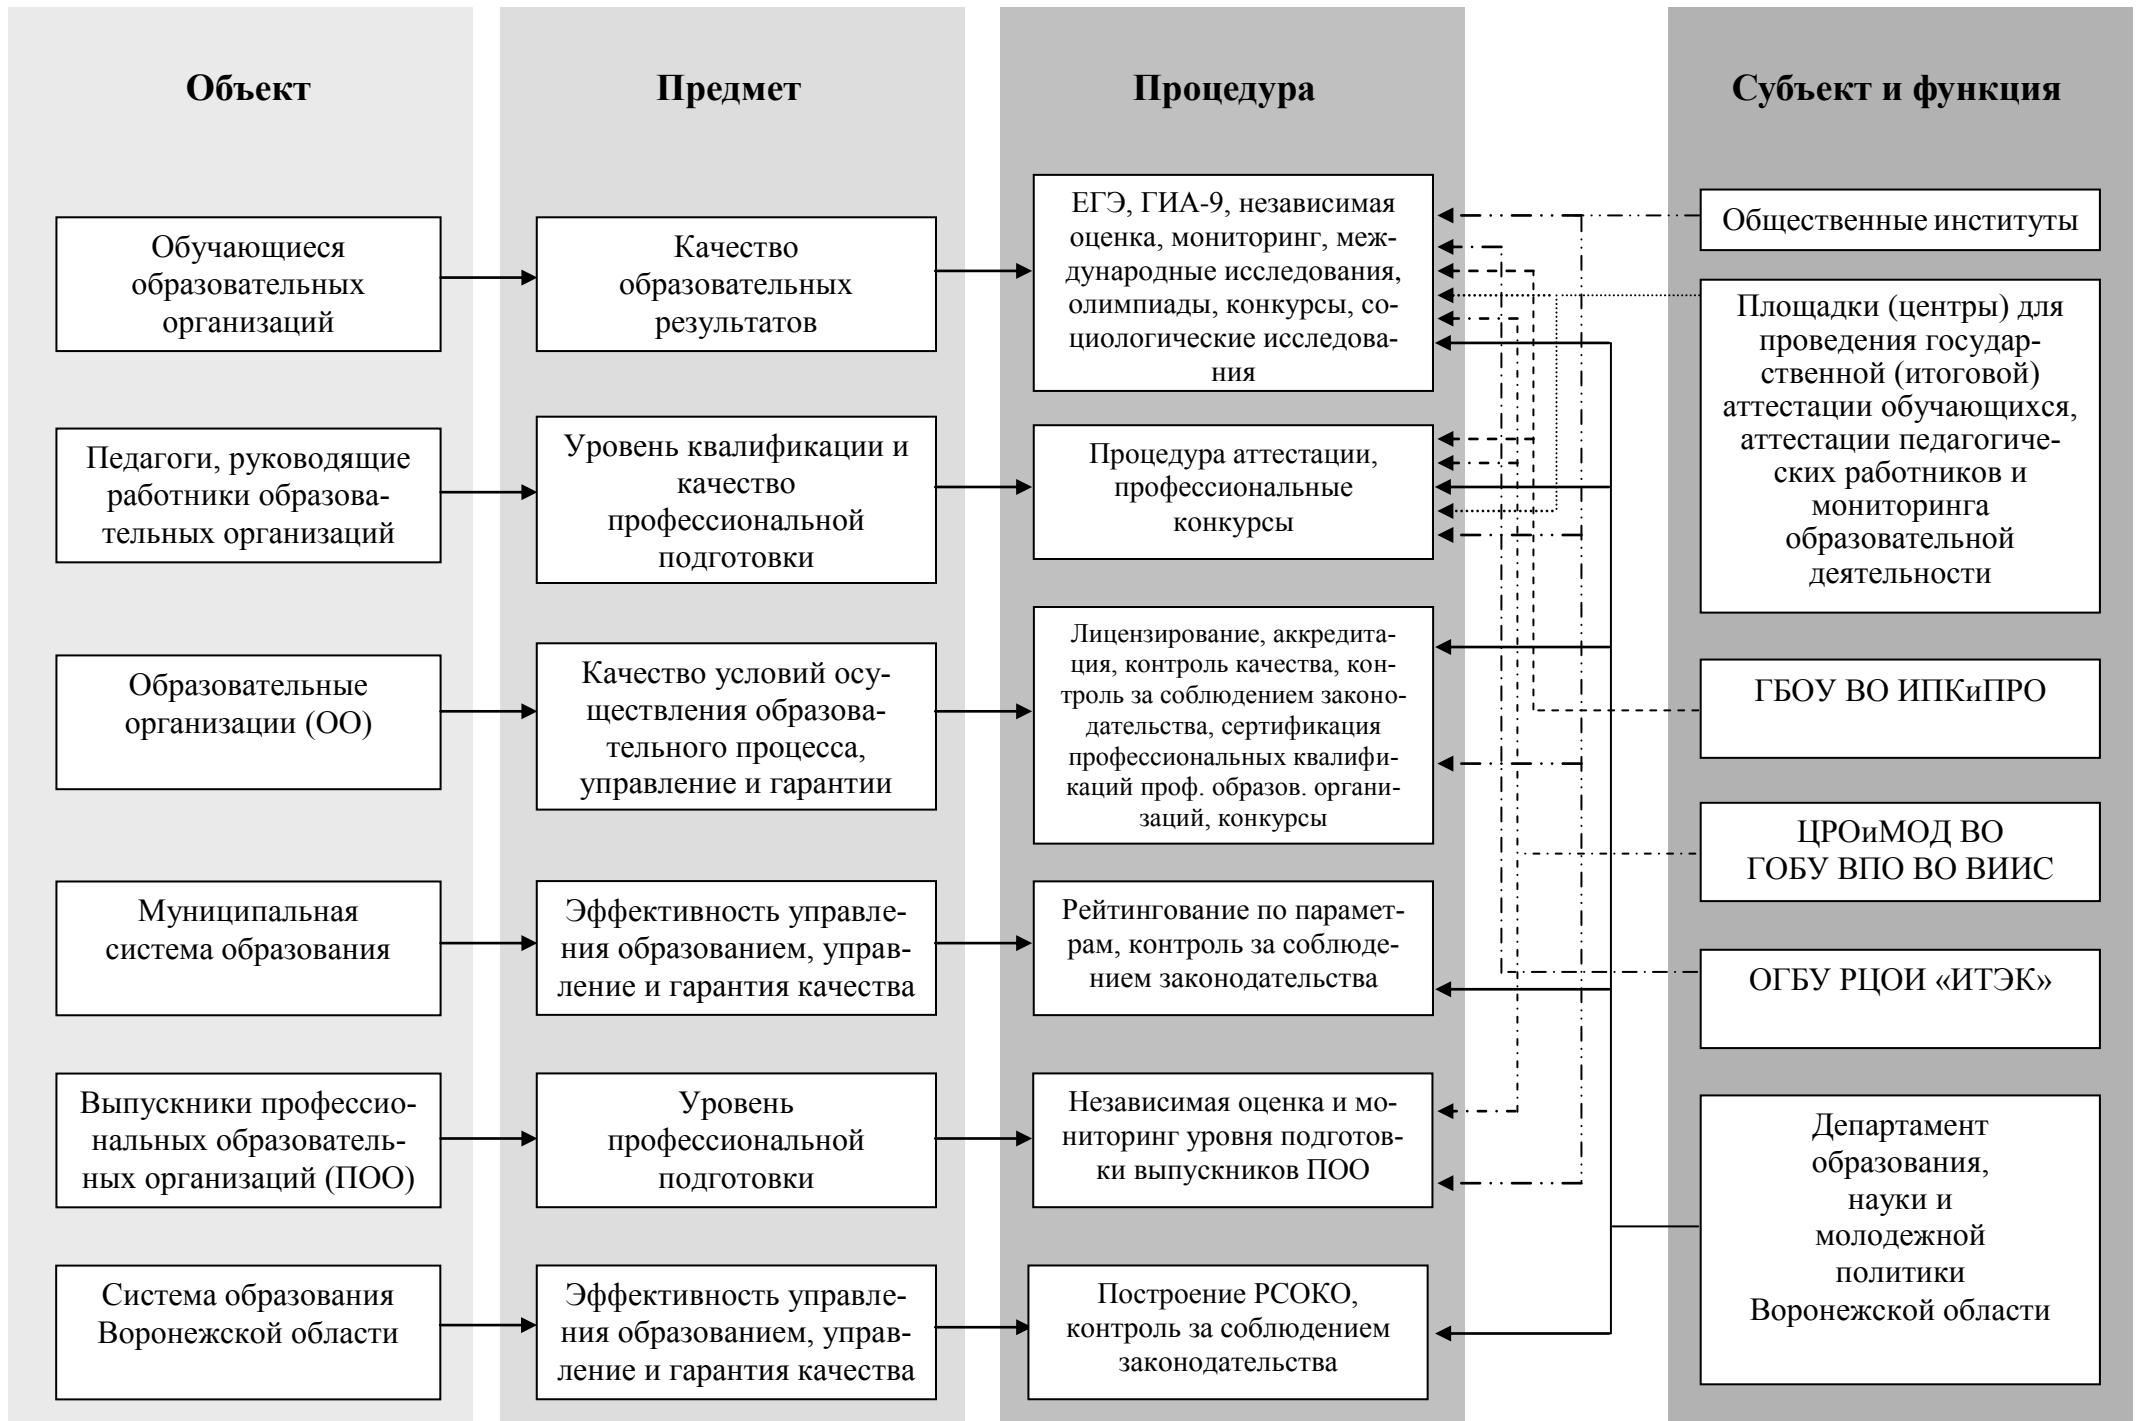 Объект
Предмет
Процедура
Субъект и функция
Обучающиеся
образовательных
организаций
Качество
образовательных
результатов
ЕГЭ, ГИА-9, независимая
оценка, мониторинг, меж-
дународные исследования,
олимпиады, конкурсы, со-
циологические исследова-
ния
Педагоги, руководящие
работники образова-
тельных организаций
Уровень квалификации и
качество
профессиональной
подготовки
Процедура аттестации,
профессиональные
конкурсы
Образовательные
организации (ОО)
Качество условий осу-
ществления образова-
тельного процесса,
управление и гарантии
Лицензирование, аккредита-
ция, контроль качества, кон-
троль за соблюдением законо-
дательства, сертификация
профессиональных квалифи-
каций проф. образов. органи-
заций, конкурсы
Муниципальная
система образования
Эффективность управле-
ния образованием, управ-
ление и гарантия качества
Рейтингование по парамет-
рам, контроль за соблюде-
нием законодательства
Выпускники профессио-
нальных образователь-
ных организаций (ПОО)
Уровень
профессиональной
подготовки
Независимая оценка и мо-
ниторинг уровня подготов-
ки выпускников ПОО
Система образования
Воронежской области
Эффективность управле-
ния образованием, управ-
ление и гарантия качества
Построение РСОКО,
контроль за соблюдением
законодательства
Общественные институты
Площадки (центры) для
проведения государ-
ственной (итоговой)
аттестации обучающихся,
аттестации педагогиче-
ских работников и
мониторинга
образовательной
деятельности
ГБОУ ВО ИПКиПРО
ЦРОиМОД ВО
ГОБУ ВПО ВО ВИИС
ОГБУ РЦОИ «ИТЭК»
Департамент
образования,
науки и
молодежной
политики
Воронежской области